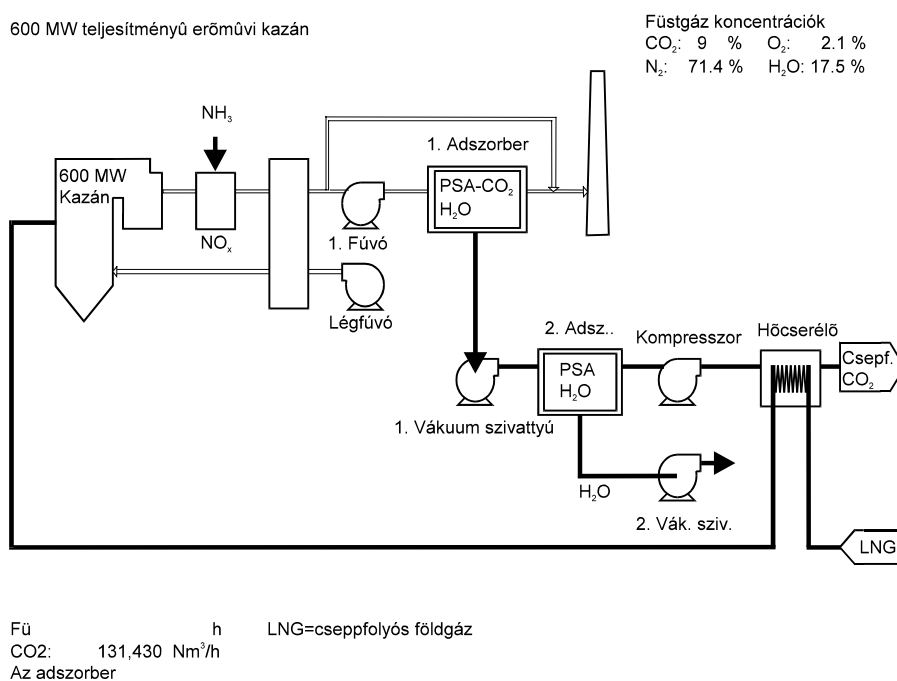 600 MW teljesítményû erõmûvi kazán
Füstgáz koncentrációk
CO₂: 9 % O₂: 2.1 %
N₂: 71.4 % H₂O: 17.5 %
NH₃
1. Adszorber
600 MW
Kazán
PSA-CO₂
H₂O
NOₓ
1. Fúvó
Légfúvó
2. Adsz..
Kompresszor
Hõcserélõ
PSA
H₂O
Csepf.
CO₂
1. Vákuum szivattyú
H₂O
2. Vák. sziv.
LNG
Fü h LNG=cseppfolyós földgáz
CO2: 131,430 Nm³/h
Az adszorber